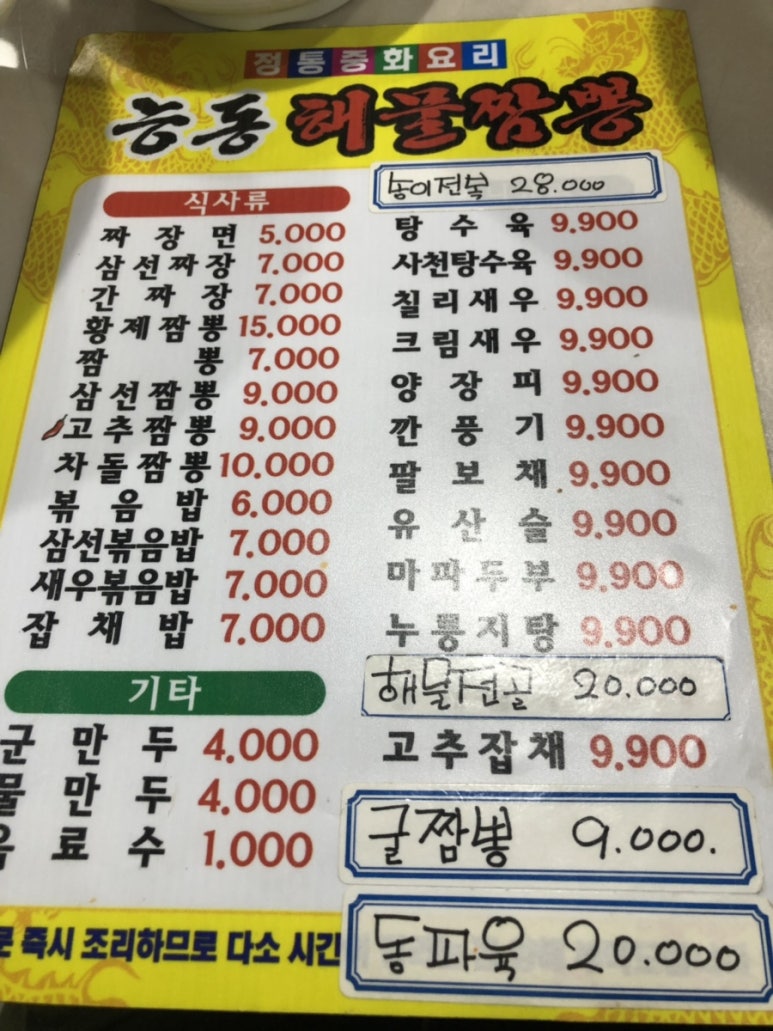 정통중화요리
능동 해물짬뽕
식사류
짜장면 5.000
삼선짜장 7.000
간짜장 7.000
황제짬뽕 15.000
짬뽕 7.000
삼선짬뽕 9.000
고추짬뽕 9.000
차돌짬뽕 10.000
볶음밥 6.000
삼선볶음밥 7.000
새우볶음밥 7.000
잡채밥 7.000
기타
군만두 4.000
물만두 4.000
료수 1.000
송이전복 28.000
탕수육 9.900
사천탕수육 9.900
칠리새우 9.900
크림새우 9.900
양장피 9.900
깐풍기 9.900
팔보채 9.900
유산슬 9.900
마파두부 9.900
누룽지탕 9.900
해물전골 20.000
고추잡채 9.900
굴짬뽕 9.000.
동파육 20.000
문 즉시 조리하므로 다소 시간